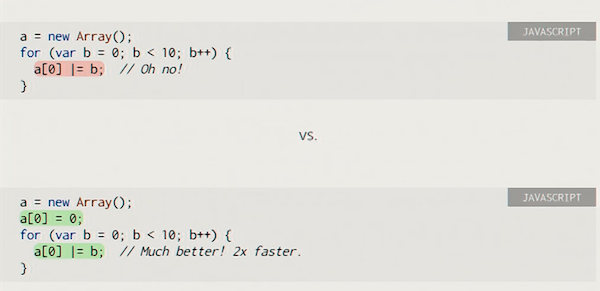 JAVASCRIPT
a = new Array();
for (var b = 0; b < 10; b++) {
  a[0] |= b;  // Oh no!
}
vs.
JAVASCRIPT
a = new Array();
a[0] = 0;
for (var b = 0; b < 10; b++) {
  a[0] |= b;  // Much better! 2x faster.
}